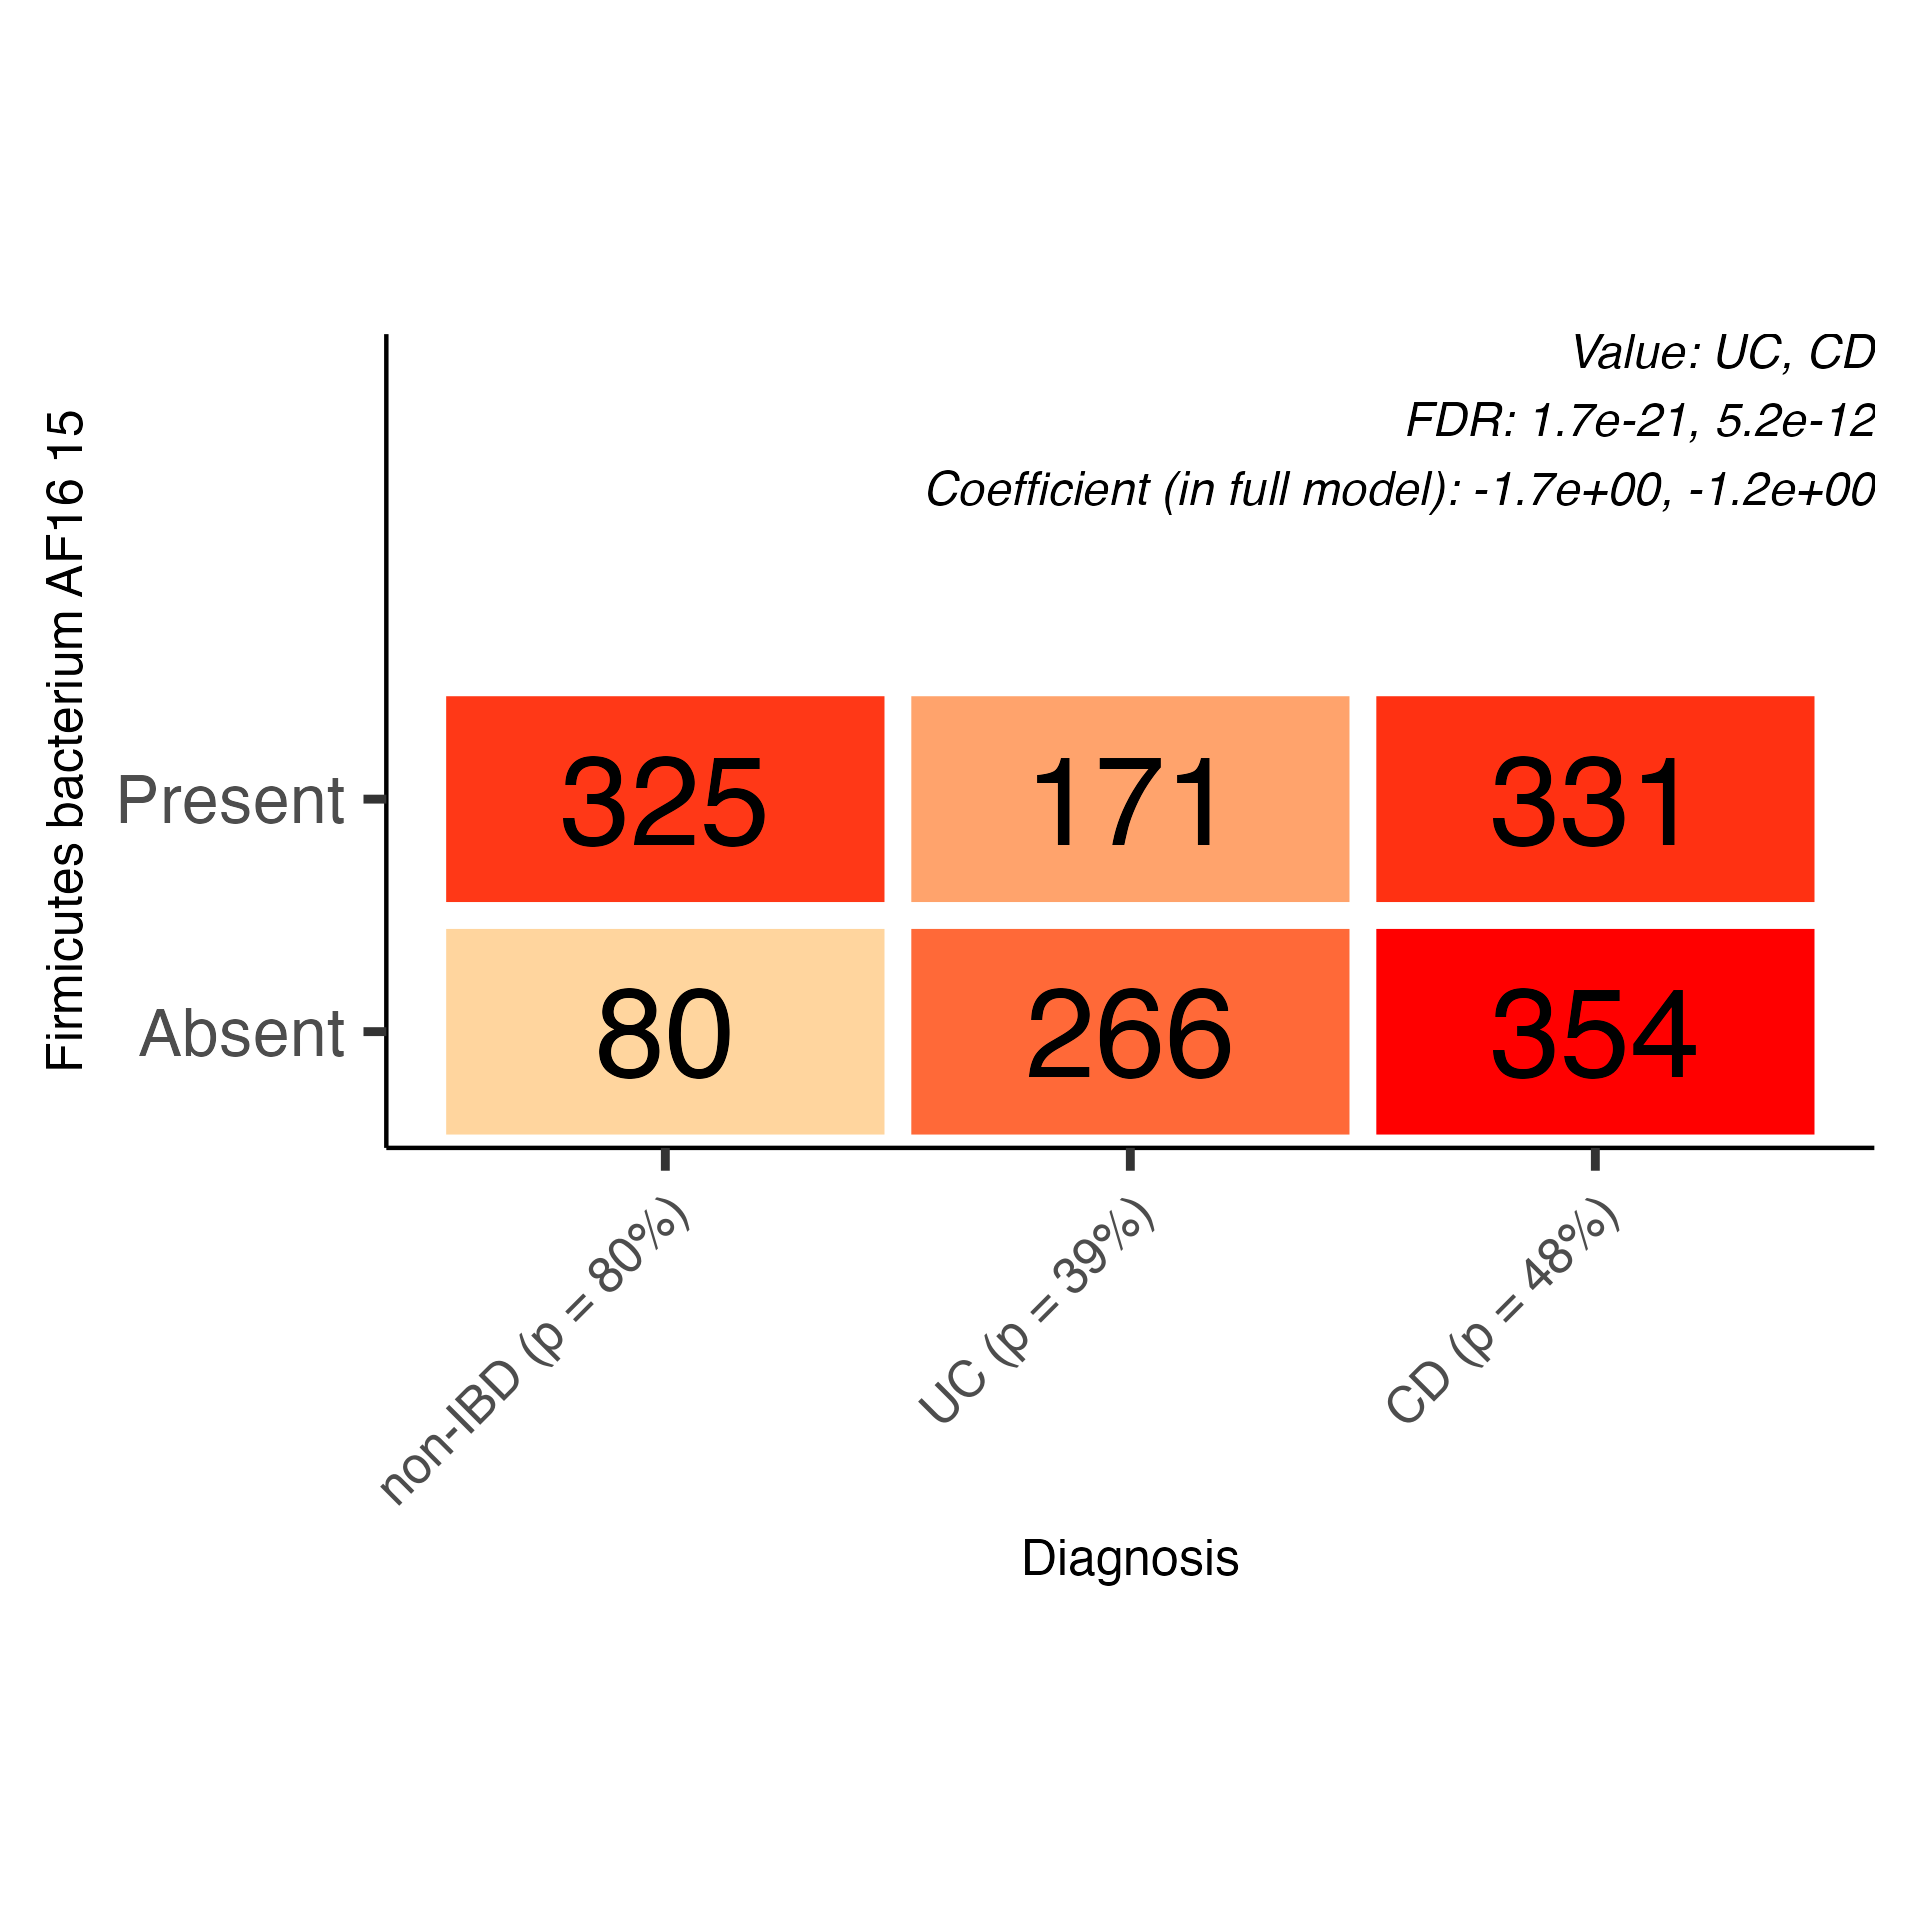 Value: UC, CD
FDR: 1.7e-21, 5.2e-12
Coefficient (in full model): -1.7e+00, -1.2e+00
Firmicutes bacterium AF16 15
Present
325
171
331
Absent
80
266
354
non-IBD (p = 80%)
UC (p = 39%)
CD (p = 48%)
Diagnosis